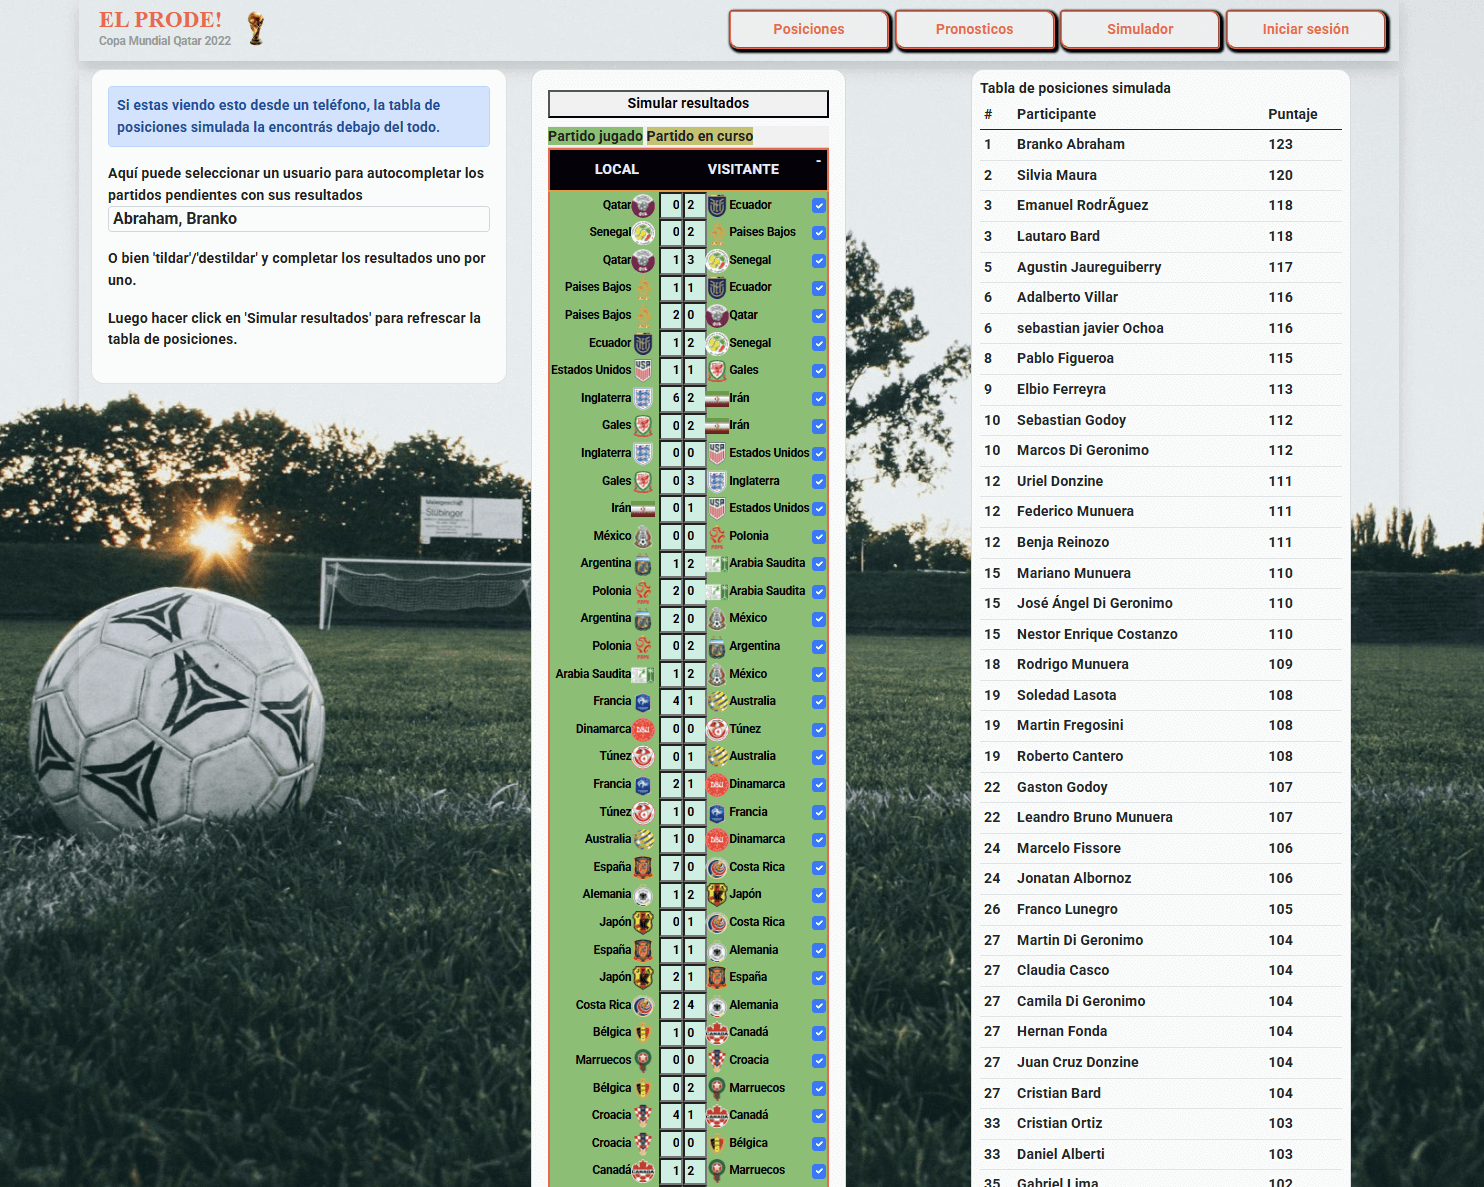 EL PRODE!
Copa Mundial Qatar 2022
Posiciones
Pronosticos
Simulador
Iniciar sesión
Si estas viendo esto desde un teléfono, la tabla de
posiciones simulada la encontrás debajo del todo.
Aquí puede seleccionar un usuario para autocompletar los
partidos pendientes con sus resultados
Abraham, Branko
O bien 'tildar'/'destildar' y completar los resultados uno por
uno.
Luego hacer click en 'Simular resultados' para refrescar la
tabla de posiciones.
Simular resultados
Partido jugado Partido en curso
LOCAL VISITANTE -
Qatar 0 2 Ecuador
Senegal 0 2 Paises Bajos
Qatar 1 3 Senegal
Paises Bajos 1 1 Ecuador
Paises Bajos 2 0 Qatar
Ecuador 1 2 Senegal
Estados Unidos 1 1 Gales
Inglaterra 6 2 Irán
Gales 0 2 Irán
Inglaterra 0 0 Estados Unidos
Gales 0 3 Inglaterra
Irán 0 1 Estados Unidos
México 0 0 Polonia
Argentina 1 2 Arabia Saudita
Polonia 2 0 Arabia Saudita
Argentina 2 0 México
Polonia 0 2 Argentina
Arabia Saudita 1 2 México
Francia 4 1 Australia
Dinamarca 0 0 Túnez
Túnez 0 1 Australia
Francia 2 1 Dinamarca
Túnez 1 0 Francia
Australia 1 0 Dinamarca
España 7 0 Costa Rica
Alemania 1 2 Japón
Japón 0 1 Costa Rica
España 1 1 Alemania
Japón 2 1 España
Costa Rica 2 4 Alemania
Bélgica 1 0 Canadá
Marruecos 0 0 Croacia
Bélgica 0 2 Marruecos
Croacia 4 1 Canadá
Croacia 0 0 Bélgica
Canadá 1 2 Marruecos
Tabla de posiciones simulada
# Participante Puntaje
1 Branko Abraham 123
2 Silvia Maura 120
3 Emanuel RodrÃguez 118
3 Lautaro Bard 118
5 Agustin Jaureguiberry 117
6 Adalberto Villar 116
6 sebastian javier Ochoa 116
8 Pablo Figueroa 115
9 Elbio Ferreyra 113
10 Sebastian Godoy 112
10 Marcos Di Geronimo 112
12 Uriel Donzine 111
12 Federico Munuera 111
12 Benja Reinozo 111
15 Mariano Munuera 110
15 José Ángel Di Geronimo 110
15 Nestor Enrique Costanzo 110
18 Rodrigo Munuera 109
19 Soledad Lasota 108
19 Martin Fregosini 108
19 Roberto Cantero 108
22 Gaston Godoy 107
22 Leandro Bruno Munuera 107
24 Marcelo Fissore 106
24 Jonatan Albornoz 106
26 Franco Lunegro 105
27 Martin Di Geronimo 104
27 Claudia Casco 104
27 Camila Di Geronimo 104
27 Hernan Fonda 104
27 Juan Cruz Donzine 104
27 Cristian Bard 104
33 Cristian Ortiz 103
33 Daniel Alberti 103
35 Gabriel Lima 102
Malergeschäft
Stübinger